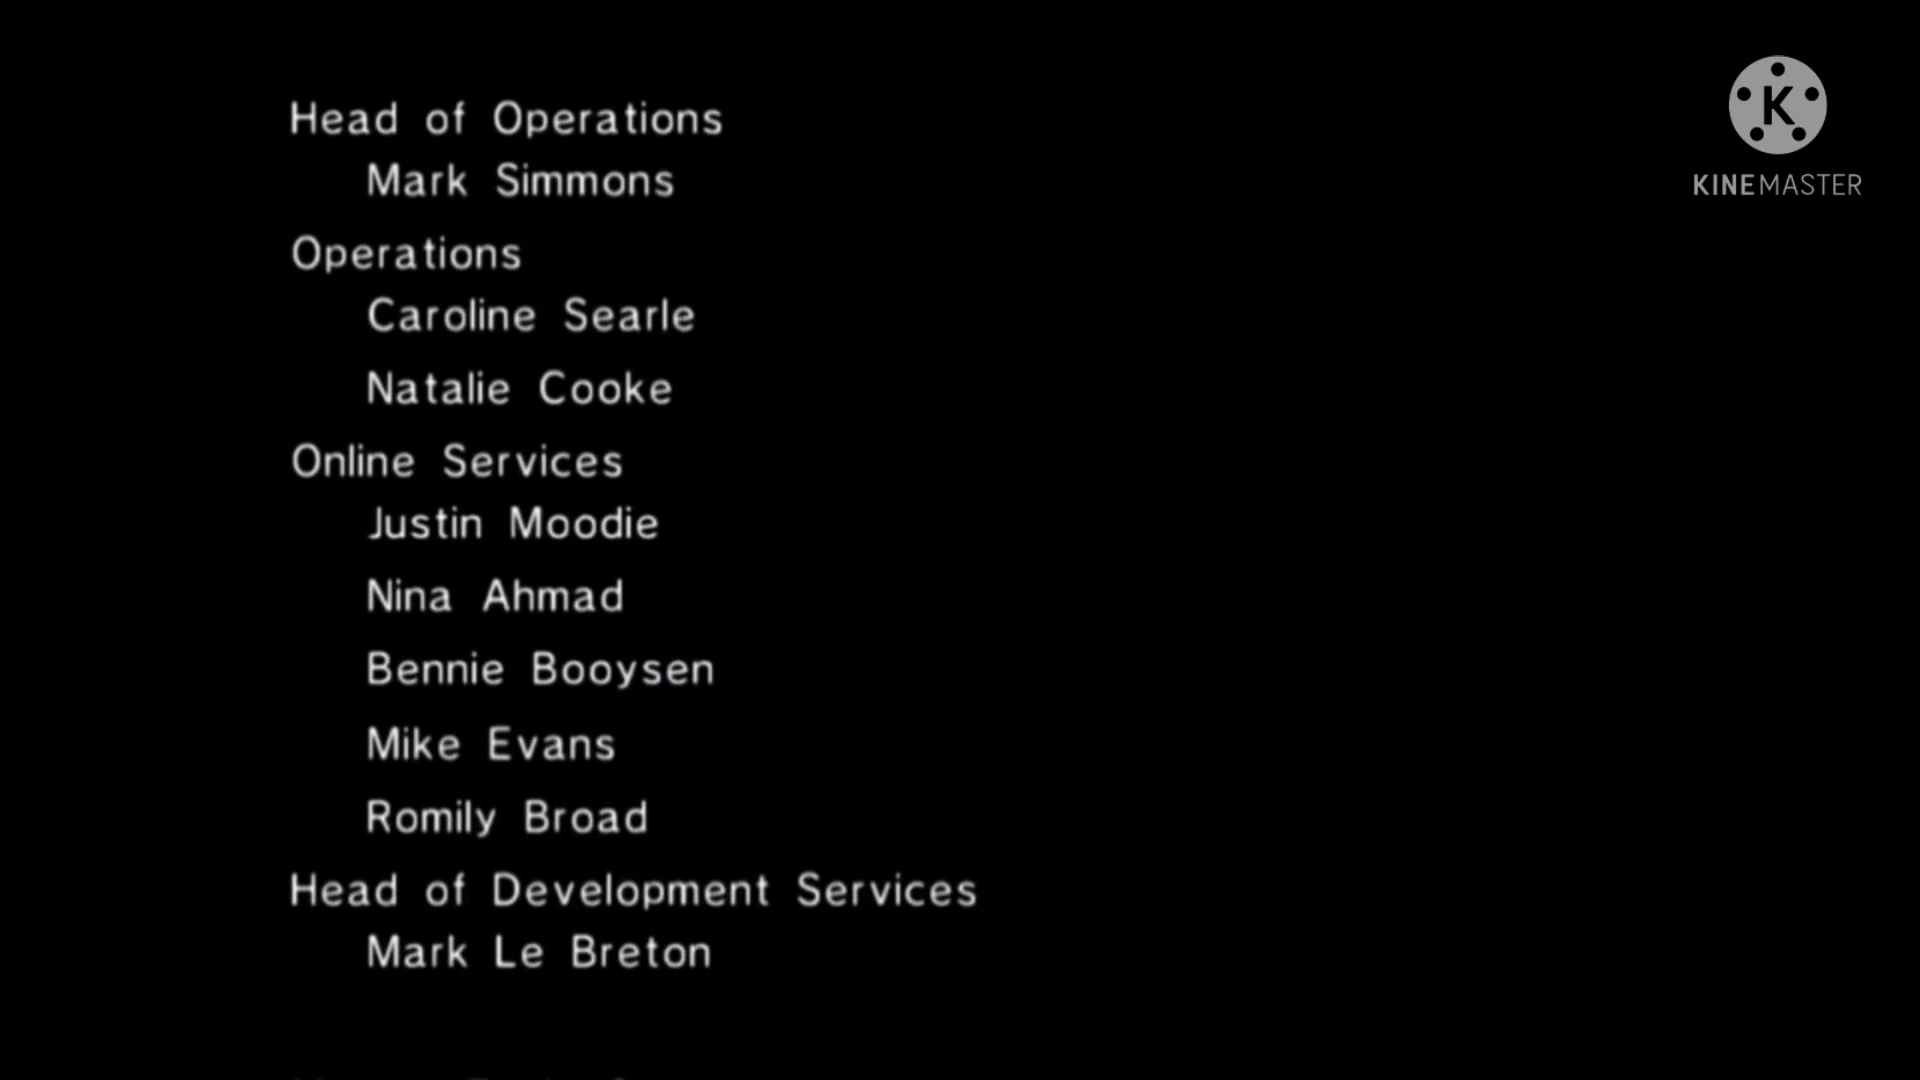 Head of Operations
Mark Simmons
Operations
Caroline Searle
Natalie Cooke
Online Services
Justin Moodie
Nina Ahmad
Bennie Booysen
Mike Evans
Romily Broad
Head of Development Services
Mark Le Breton
K
KINEMASTER